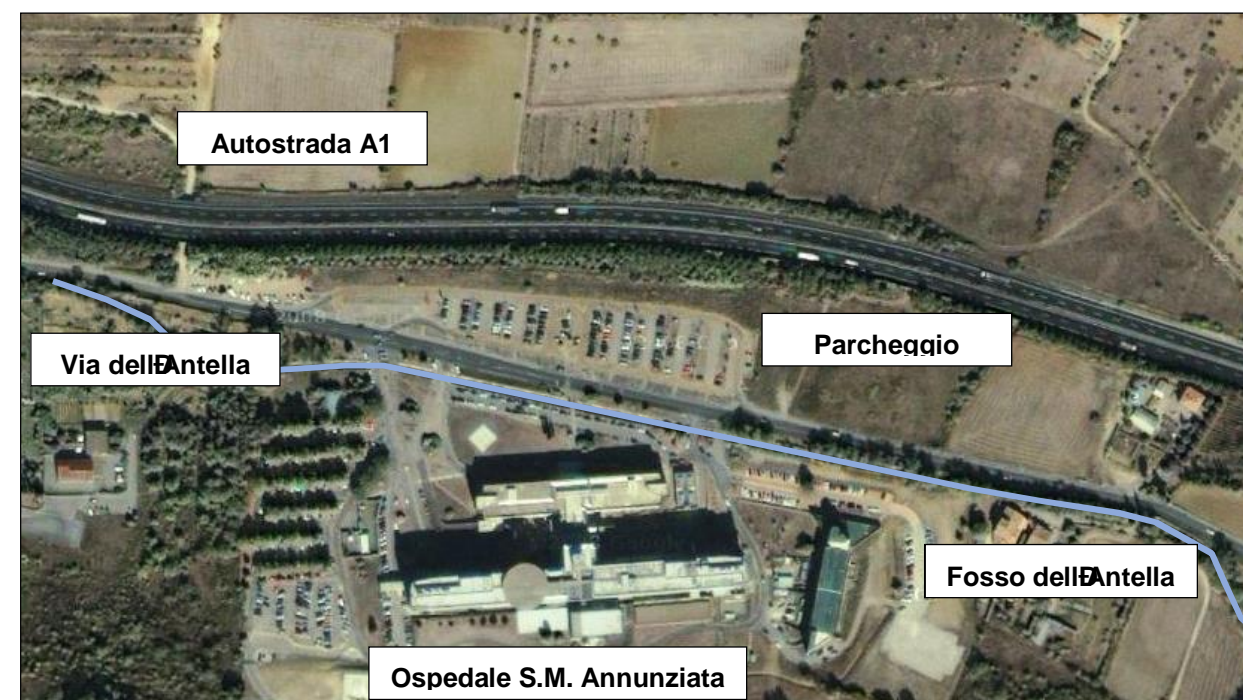 Autostrada A1
Parcheggio
Via dellÐAntella
Fosso dellÐAntella
Ospedale S.M. Annunziata